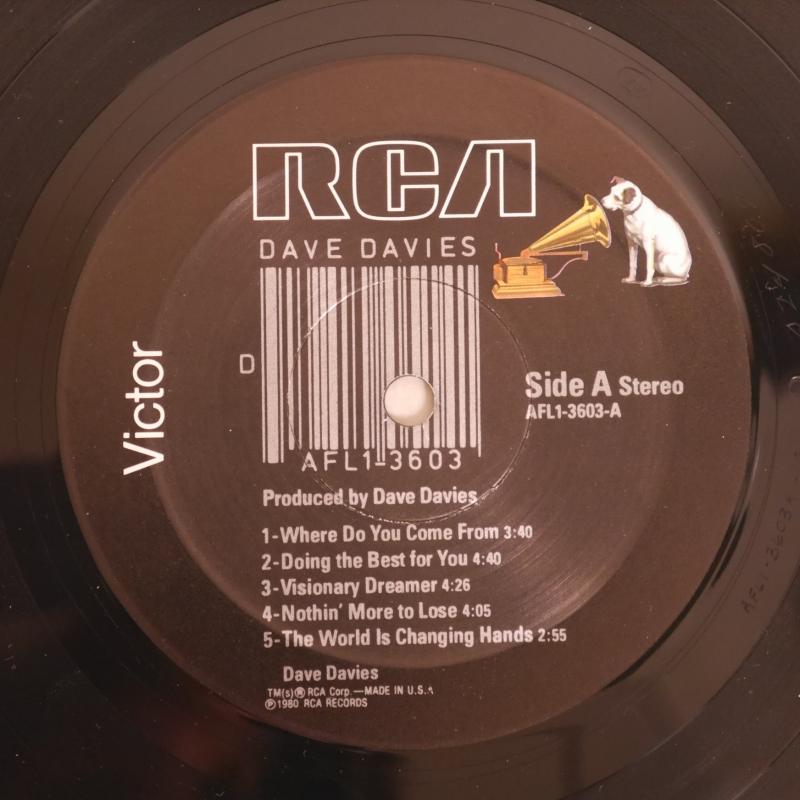 RCA
DAVE DAVIES
D
AFL1-3603
Victor
Side A Stereo
AFL1-3603-A
Produced by Dave Davies
1-Where Do You Come From 3:40
2-Doing the Best for You 4:40
3-Visionary Dreamer 4:26
4-Nothin' More to Lose 4:05
5-The World Is Changing Hands 2:55
Dave Davies
TM(s)® RCA Corp.—MADE IN U.S.A
℗1980 RCA RECORDS